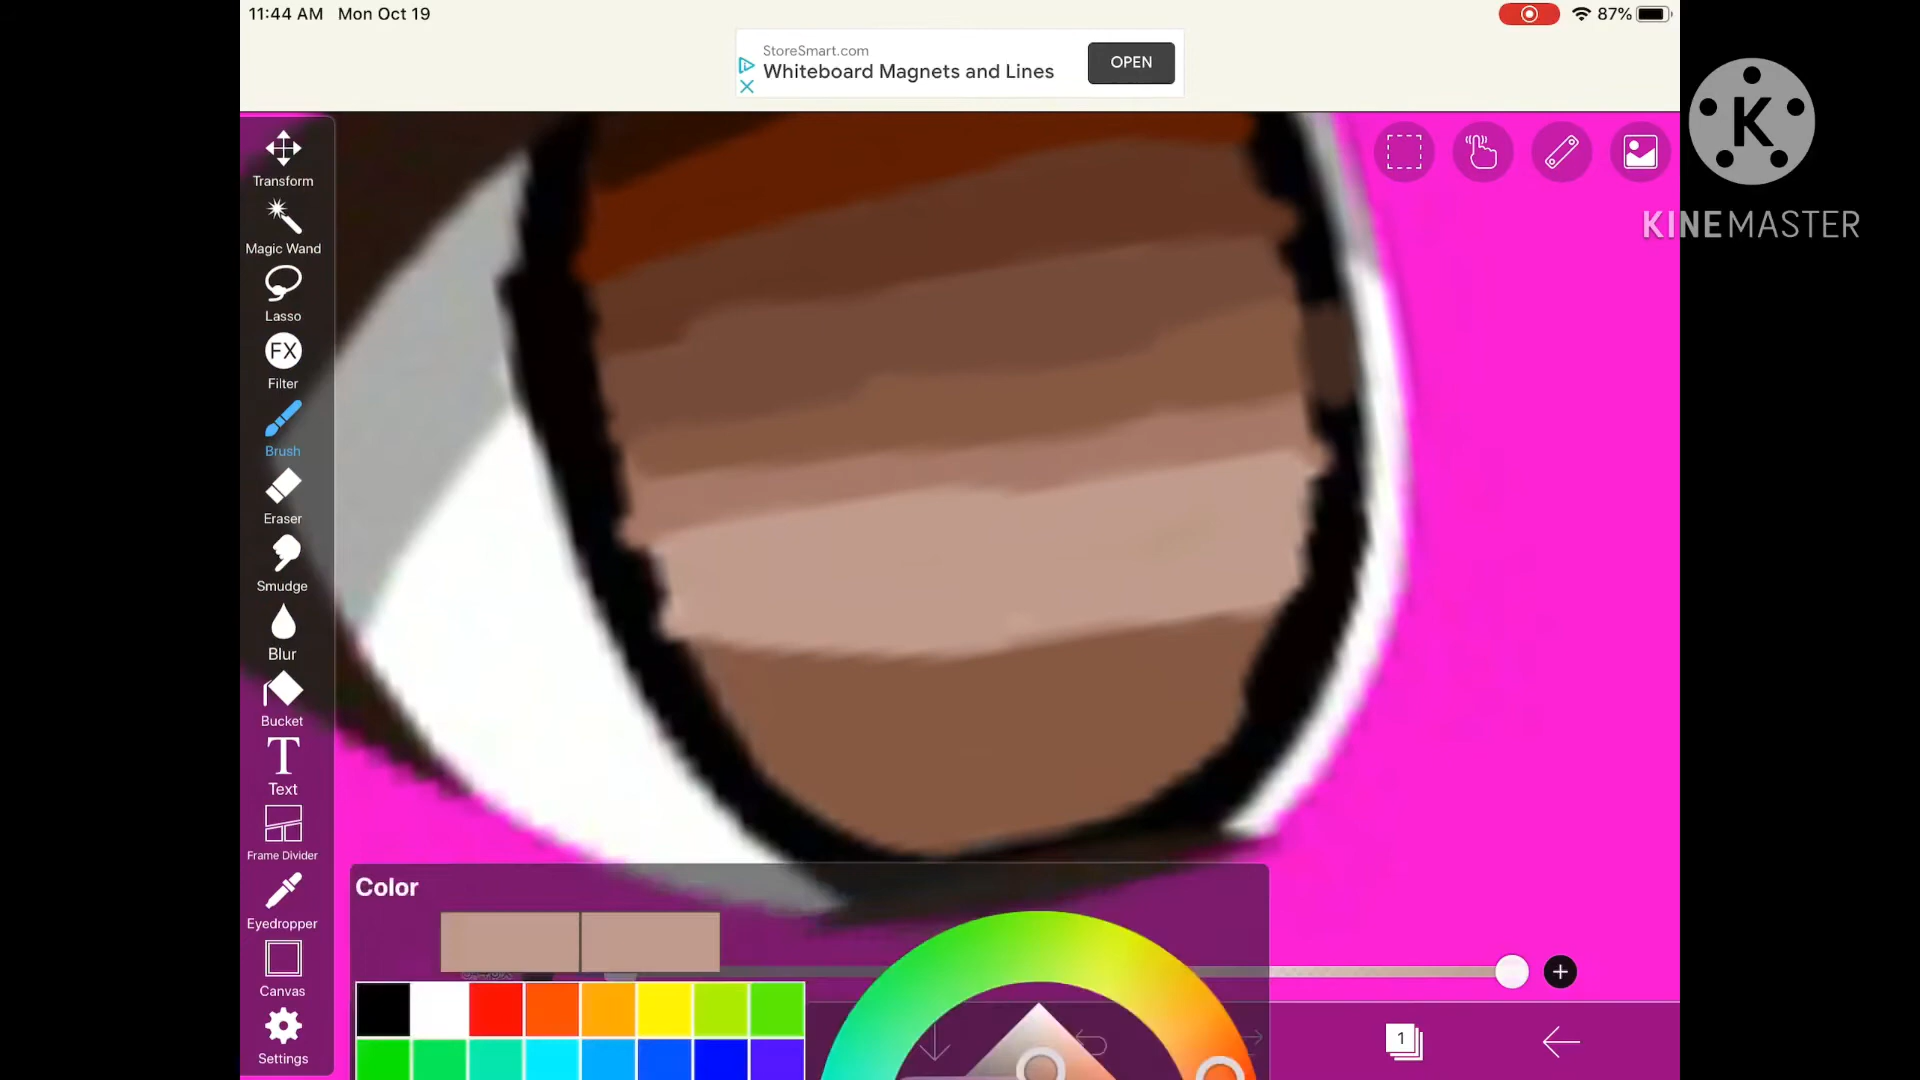 11:44 AM Mon Oct 19
87%
StoreSmart.com
Whiteboard Magnets and Lines
OPEN
K
KINEMASTER
Transform
Magic Wand
Lasso
FX
Filter
Brush
Eraser
Smudge
Blur
Bucket
T
Text
Frame Divider
Eyedropper
Canvas
Settings
Color
1